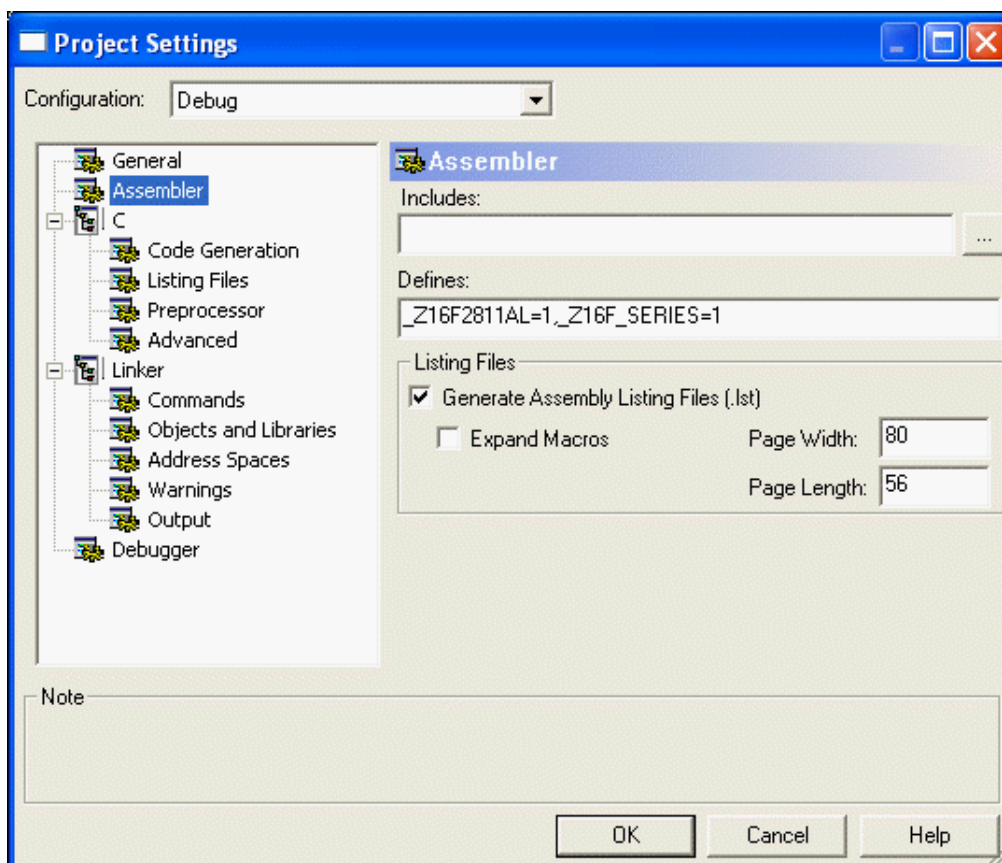 Project Settings
Configuration: Debug
General
Assembler
C
Code Generation
Listing Files
Preprocessor
Advanced
Linker
Commands
Objects and Libraries
Address Spaces
Warnings
Output
Debugger
Assembler
Includes:
...
Defines:
_Z16F2811AL=1,_Z16F_SERIES=1
Listing Files
Generate Assembly Listing Files (.lst)
Expand Macros
Page Width: 80
Page Length: 56
Note
OK Cancel Help